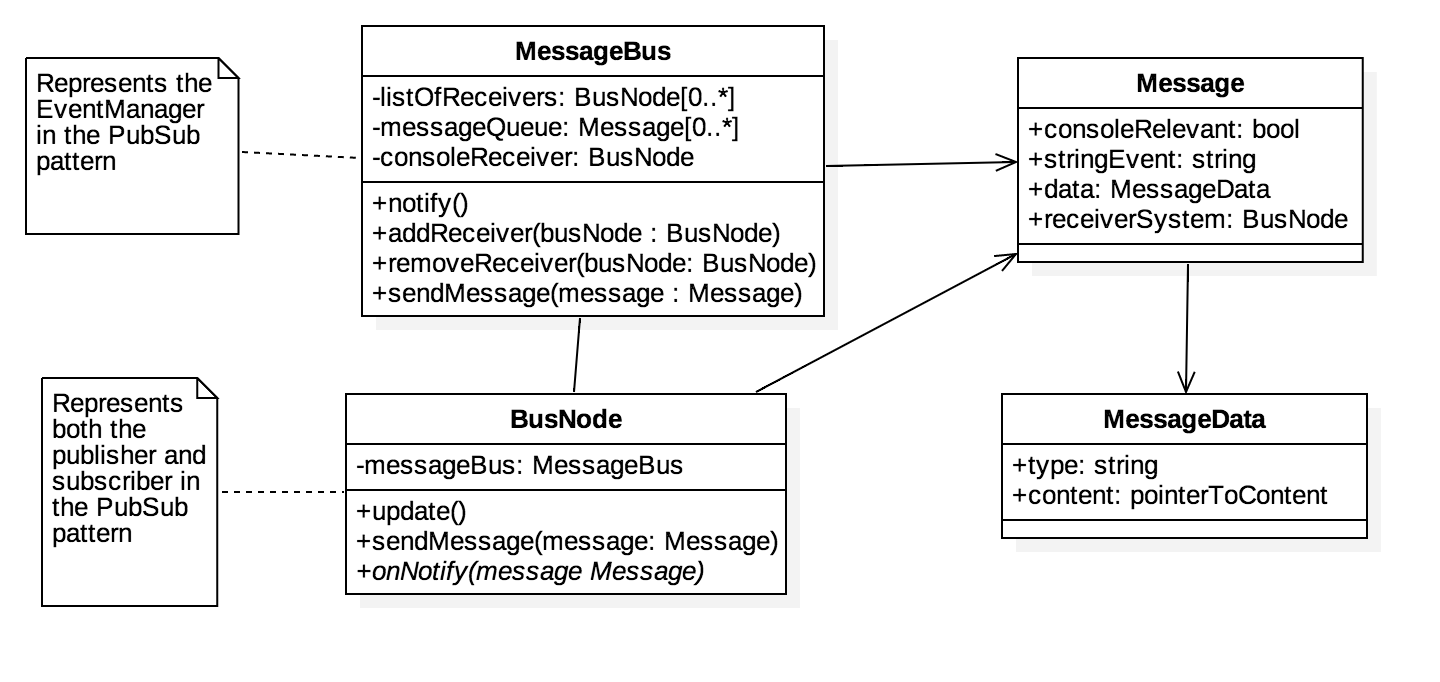 Represents the
EventManager
in the PubSub
pattern
MessageBus
-listOfReceivers: BusNode[0..*]
-messageQueue: Message[0..*]
-consoleReceiver: BusNode
+notify()
+addReceiver(busNode : BusNode)
+removeReceiver(busNode: BusNode)
+sendMessage(message : Message)
Message
+consoleRelevant: bool
+stringEvent: string
+data: MessageData
+receiverSystem: BusNode
Represents
both the
publisher and
subscriber in
the PubSub
pattern
BusNode
-messageBus: MessageBus
+update()
+sendMessage(message: Message)
+onNotify(message Message)
MessageData
+type: string
+content: pointerToContent